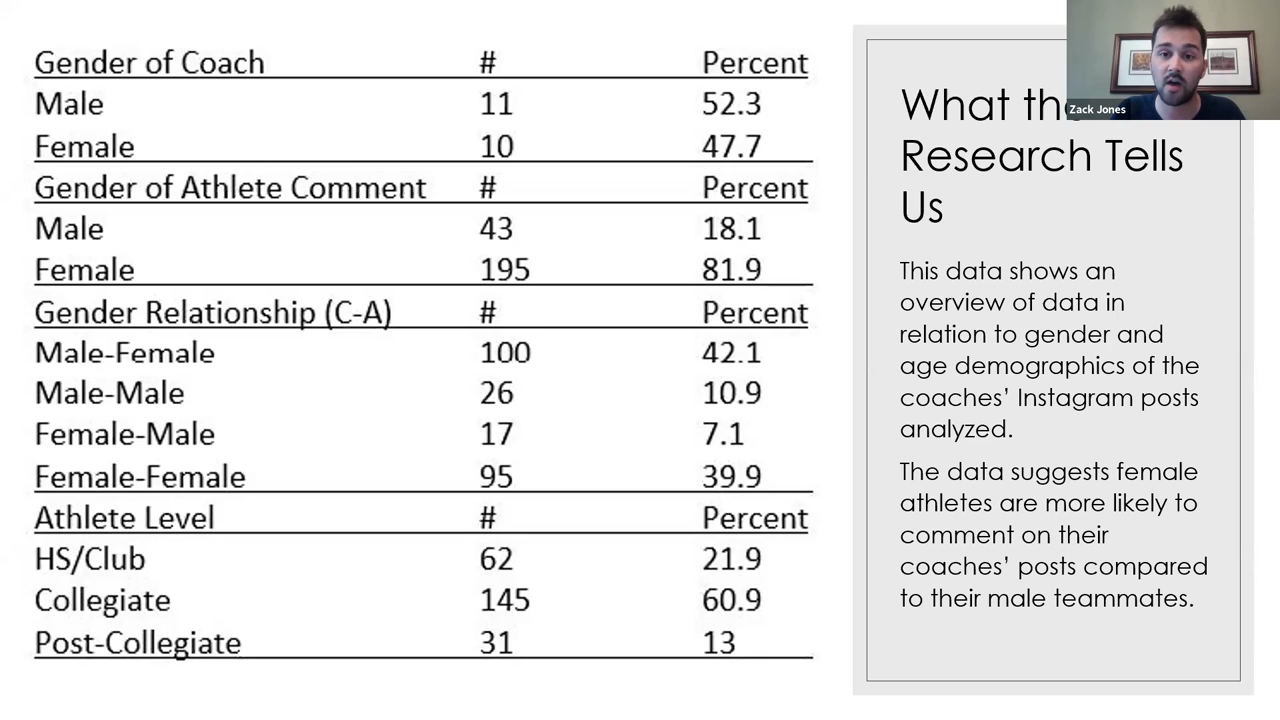 Gender of Coach # Percent
Male 11 52.3
Female 10 47.7
Gender of Athlete Comment # Percent
Male 43 18.1
Female 195 81.9
Gender Relationship (C-A) # Percent
Male-Female 100 42.1
Male-Male 26 10.9
Female-Male 17 7.1
Female-Female 95 39.9
Athlete Level # Percent
HS/Club 62 21.9
Collegiate 145 60.9
Post-Collegiate 31 13
Zack Jones
What the
Research Tells
Us
This data shows an
overview of data in
relation to gender and
age demographics of the
coaches’ Instagram posts
analyzed.
The data suggests female
athletes are more likely to
comment on their
coaches’ posts compared
to their male teammates.